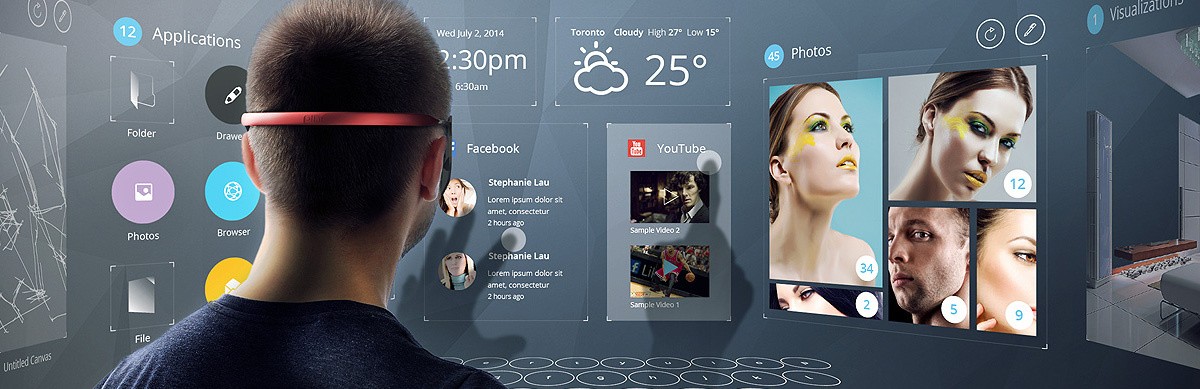 12 Applications
Folder
Drawe
Photos
Browser
File
Untitled Canvas
Wed July 2, 2014
2:30pm
6:30am
Toronto Cloudy High 27° Low 15°
25°
Facebook
Stephanie Lau
Lorem ipsum dolor sit
amet, consectetur
2 hours ago
Stephanie Lau
Lorem ipsum dolor sit
amet, consectetur
2 hours ago
You
Tube
YouTube
Sample Video 2
Sample Video 1
45 Photos
34
12
2
5
9
1 Visualizations